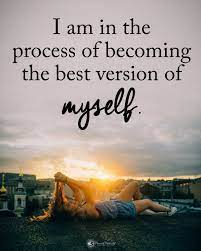 I am in the
process of becoming
the best version of
myself.